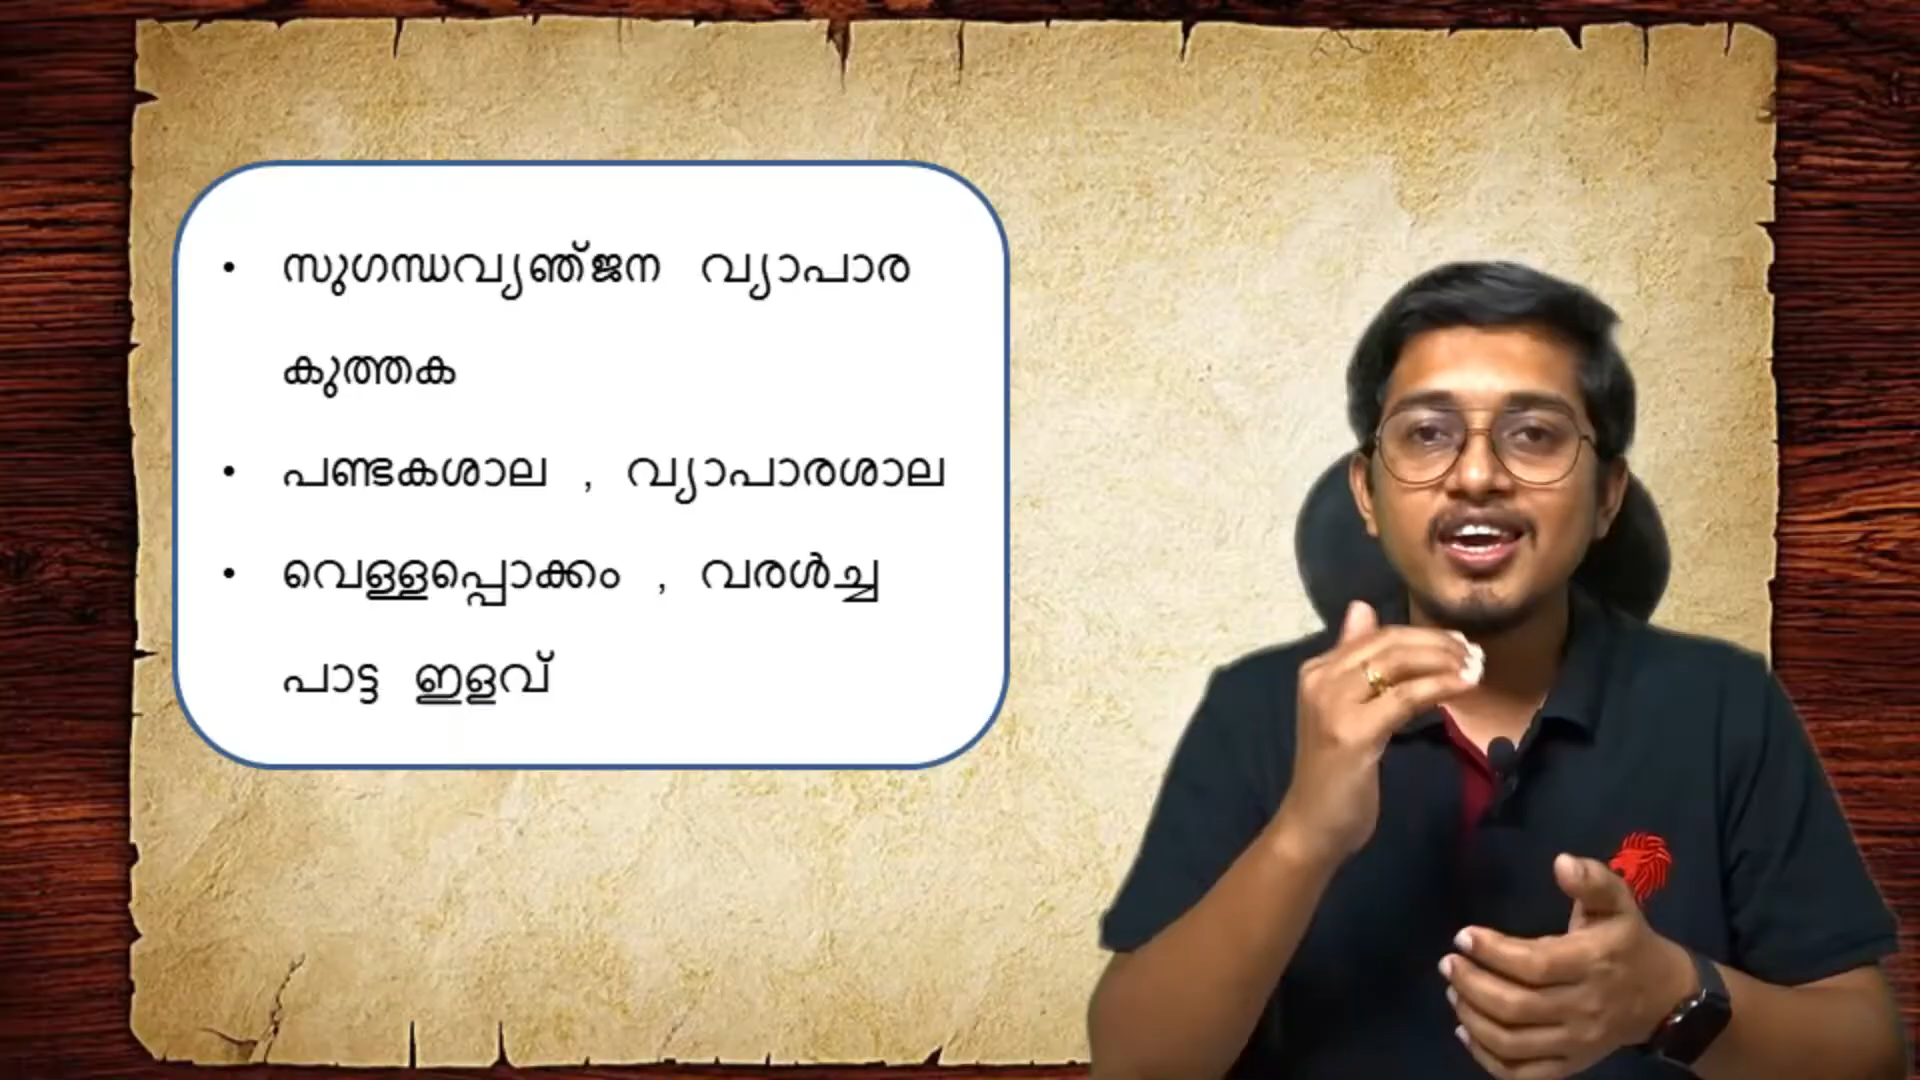 • സുഗന്ധവ്യഞ്ജന വ്യാപാര
കുത്തക
• പണ്ടകശാല , വ്യാപാരശാല
• വെള്ളപ്പൊക്കം , വരൾച്ച
പാട്ട ഇളവ്